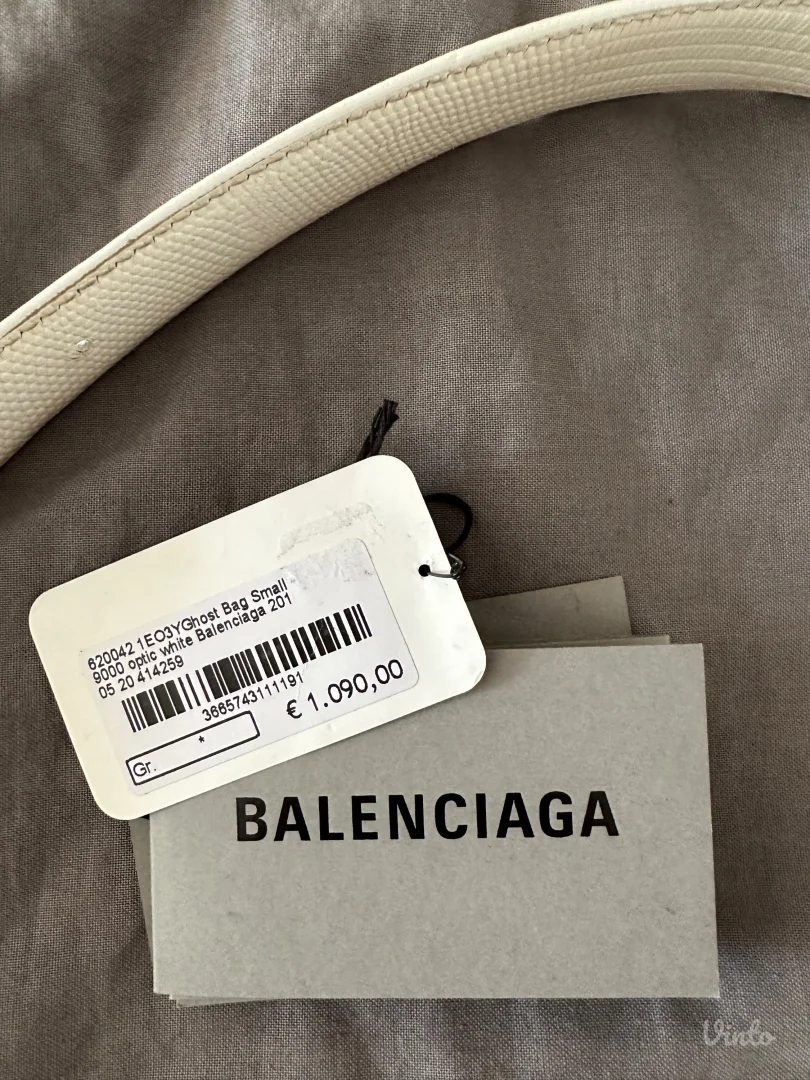 620042 1EO3YGhost Bag Small
9000 optic white Balenciaga 201
05 20 414259
3665743111191
€ 1.090,00
Gr. *
BALENCIAGA
Vinto